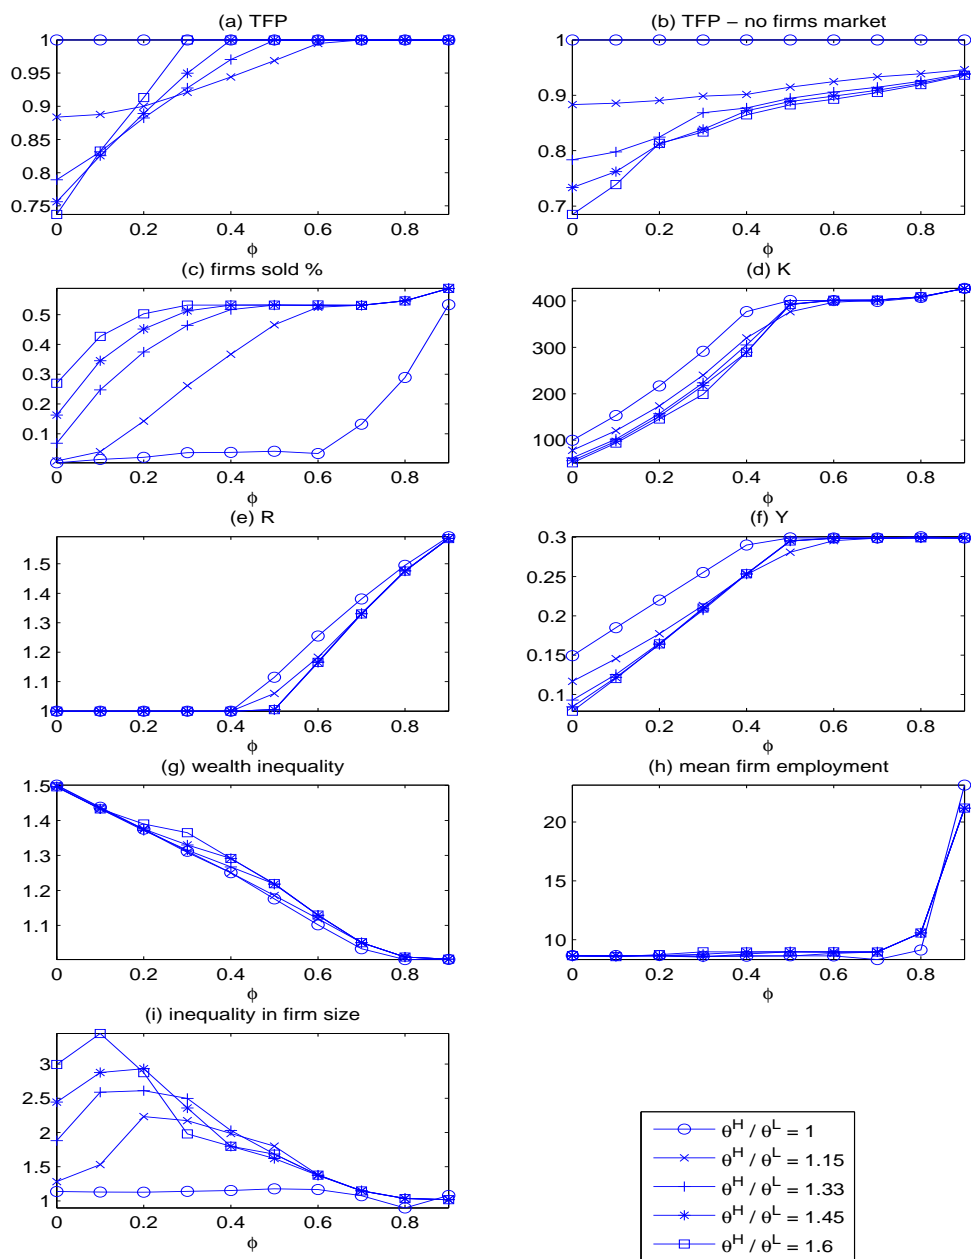 (a) TFP
1
0.95
0.9
0.85
0.8
0.75
0 0.2 0.4 0.6 0.8
ϕ
(b) TFP – no firms market
1
0.9
0.8
0.7
0 0.2 0.4 0.6 0.8
ϕ
(c) firms sold %
0.5
0.4
0.3
0.2
0.1
0 0.2 0.4 0.6 0.8
ϕ
(d) K
400
300
200
100
0 0.2 0.4 0.6 0.8
ϕ
(e) R
1.5
1.4
1.3
1.2
1.1
1
0 0.2 0.4 0.6 0.8
ϕ
(f) Y
0.3
0.25
0.2
0.15
0.1
0 0.2 0.4 0.6 0.8
ϕ
(g) wealth inequality
1.5
1.4
1.3
1.2
1.1
0 0.2 0.4 0.6 0.8
ϕ
(h) mean firm employment
20
15
10
0 0.2 0.4 0.6 0.8
ϕ
(i) inequality in firm size
3
2.5
2
1.5
1
0 0.2 0.4 0.6 0.8
ϕ
θ^H / θ^L = 1
θ^H / θ^L = 1.15
θ^H / θ^L = 1.33
θ^H / θ^L = 1.45
θ^H / θ^L = 1.6